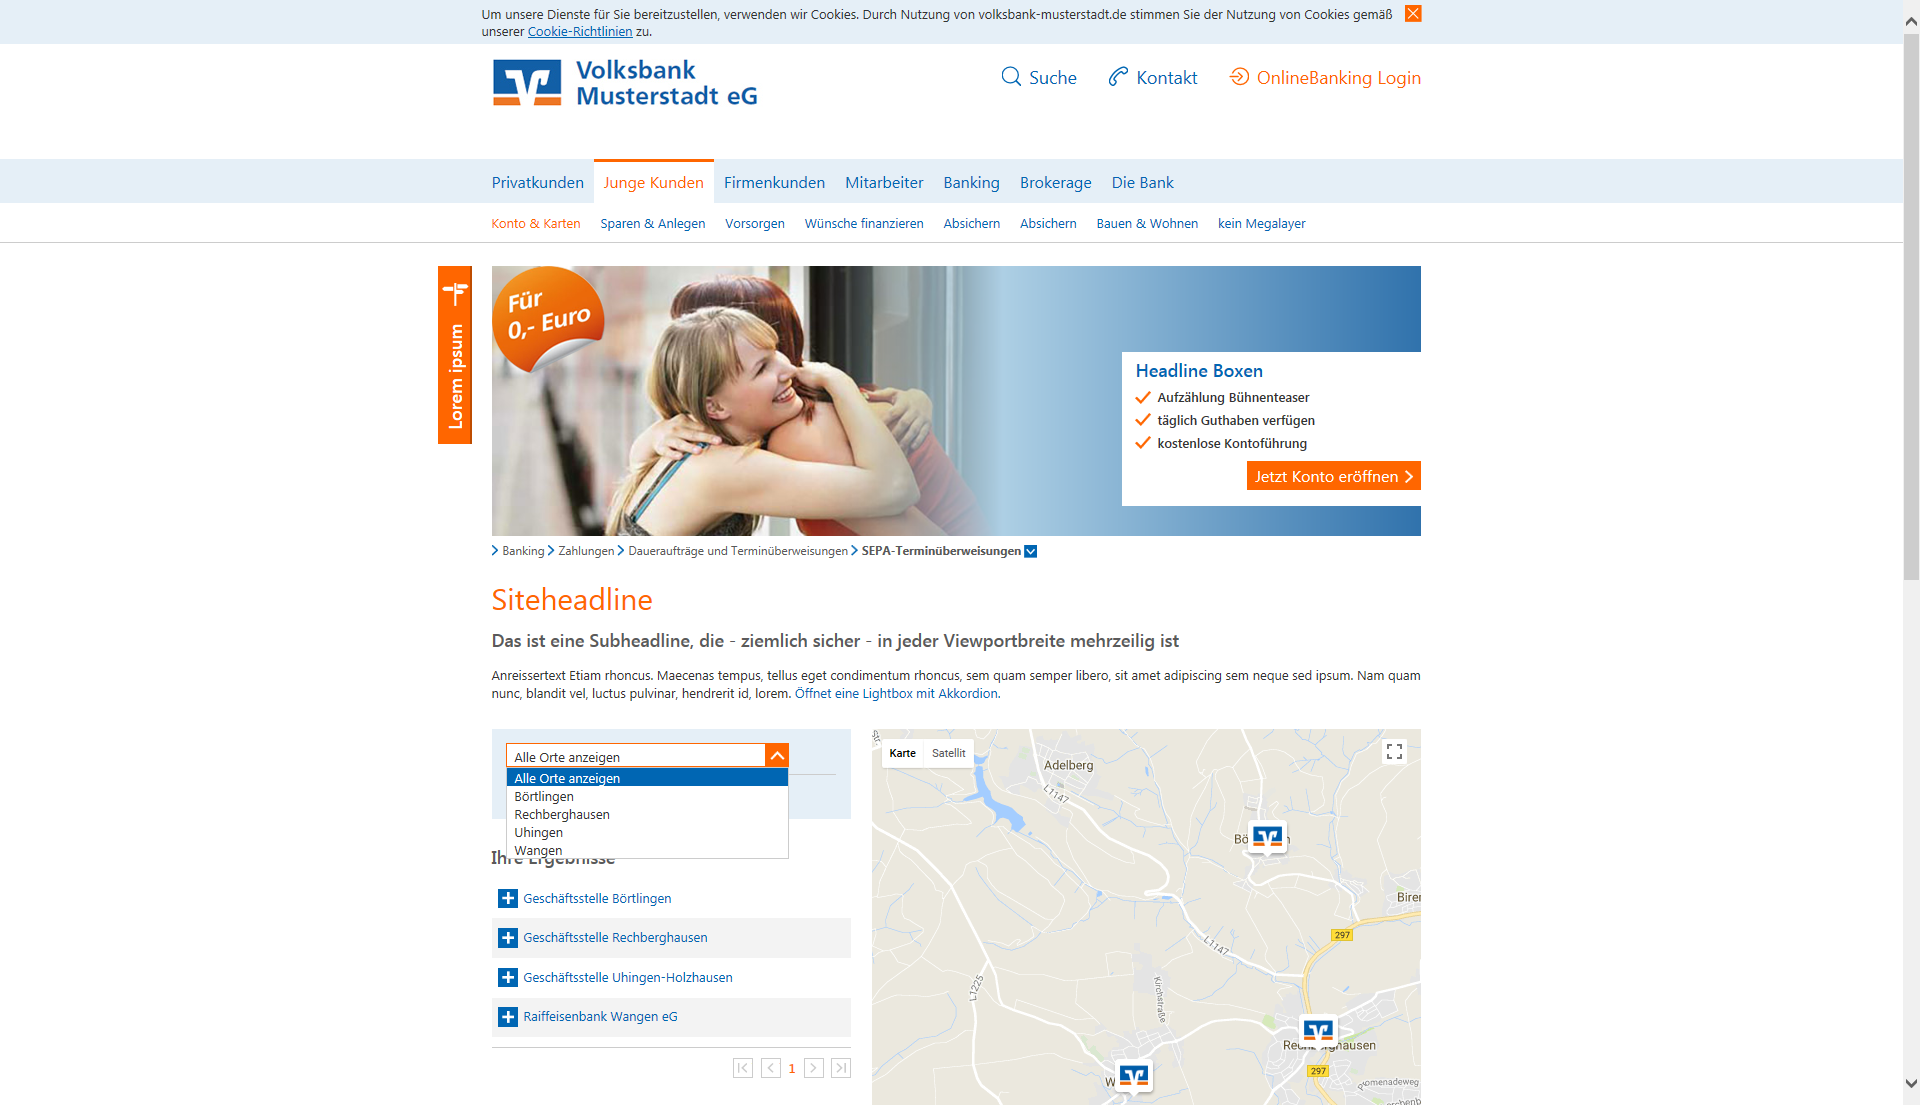 Um unsere Dienste für Sie bereitzustellen, verwenden wir Cookies. Durch Nutzung von volksbank-musterstadt.de stimmen Sie der Nutzung von Cookies gemäß
unserer Cookie-Richtlinien zu.
Volksbank
Musterstadt eG
Suche
Kontakt
OnlineBanking Login
Privatkunden
Junge Kunden
Firmenkunden
Mitarbeiter
Banking
Brokerage
Die Bank
Konto & Karten
Sparen & Anlegen
Vorsorgen
Wünsche finanzieren
Absichern
Absichern
Bauen & Wohnen
kein Megalayer
Lorem ipsum
Für
0,- Euro
Headline Boxen
Aufzählung Bühnenteaser
täglich Guthaben verfügen
kostenlose Kontoführung
Jetzt Konto eröffnen
Banking
Zahlungen
Daueraufträge und Terminüberweisungen
SEPA-Terminüberweisungen
Siteheadline
Das ist eine Subheadline, die - ziemlich sicher - in jeder Viewportbreite mehrzeilig ist
Anreissertext Etiam rhoncus. Maecenas tempus, tellus eget condimentum rhoncus, sem quam semper libero, sit amet adipiscing sem neque sed ipsum. Nam quam
nunc, blandit vel, luctus pulvinar, hendrerit id, lorem. Öffnet eine Lightbox mit Akkordion.
Alle Orte anzeigen
Alle Orte anzeigen
Börtlingen
Rechberghausen
Uhingen
Wangen
Ihre Ergebnisse
Geschäftsstelle Börtlingen
Geschäftsstelle Rechberghausen
Geschäftsstelle Uhingen-Holzhausen
Raiffeisenbank Wangen eG
1
Karte
Satellit
Str.
Adelberg
L1147
Bö
n
Birer
297
L1147
L1225
Kirchstraße
297
W
Promenadeweg